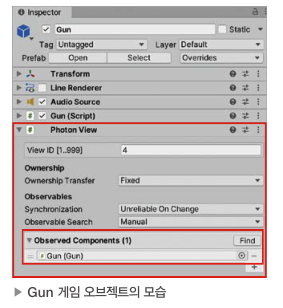 Inspector
Gun
Static
Tag Untagged Layer Default
Prefab Open Select Overrides
Transform
Line Renderer
Audio Source
Gun (Script)
Photon View
View ID [1..999] 4
Ownership
Ownership Transfer Fixed
Observables
Synchronization Unreliable On Change
Observable Search Manual
Observed Components (1) Find
Gun (Gun)
▶ Gun 게임 오브젝트의 모습